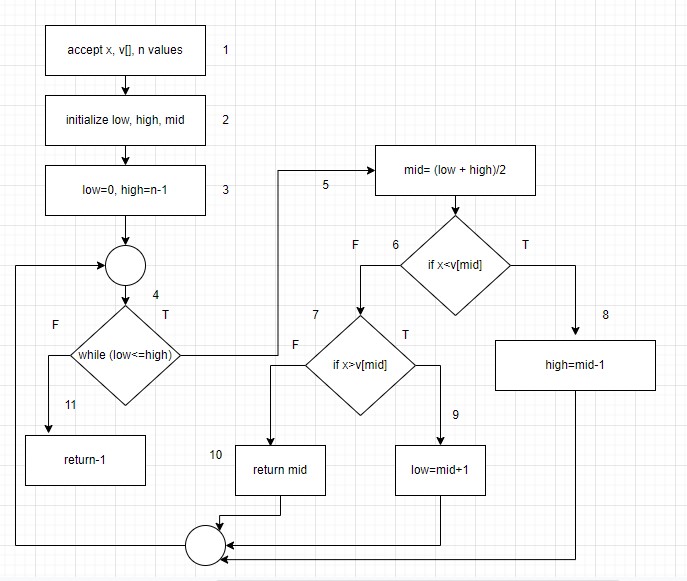 accept x, v[], n values
1
initialize low, high, mid
2
low=0, high=n-1
3
mid= (low + high)/2
5
F
6
if x<v[mid]
T
4
T
F
while (low<=high)
7
8
F
T
if x>v[mid]
high=mid-1
11
9
return-1
10
return mid
low=mid+1